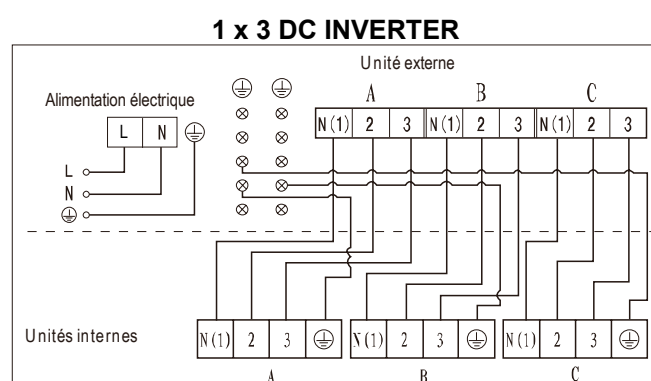 1 x 3 DC INVERTER
Unité externe
Alimentation électrique
A B C
L N
N(1) 2 3 N(1) 2 3 N(1) 2 3
L
N
Unités internes
N(1) 2 3 N(1) 2 3 N(1) 2 3
A B C